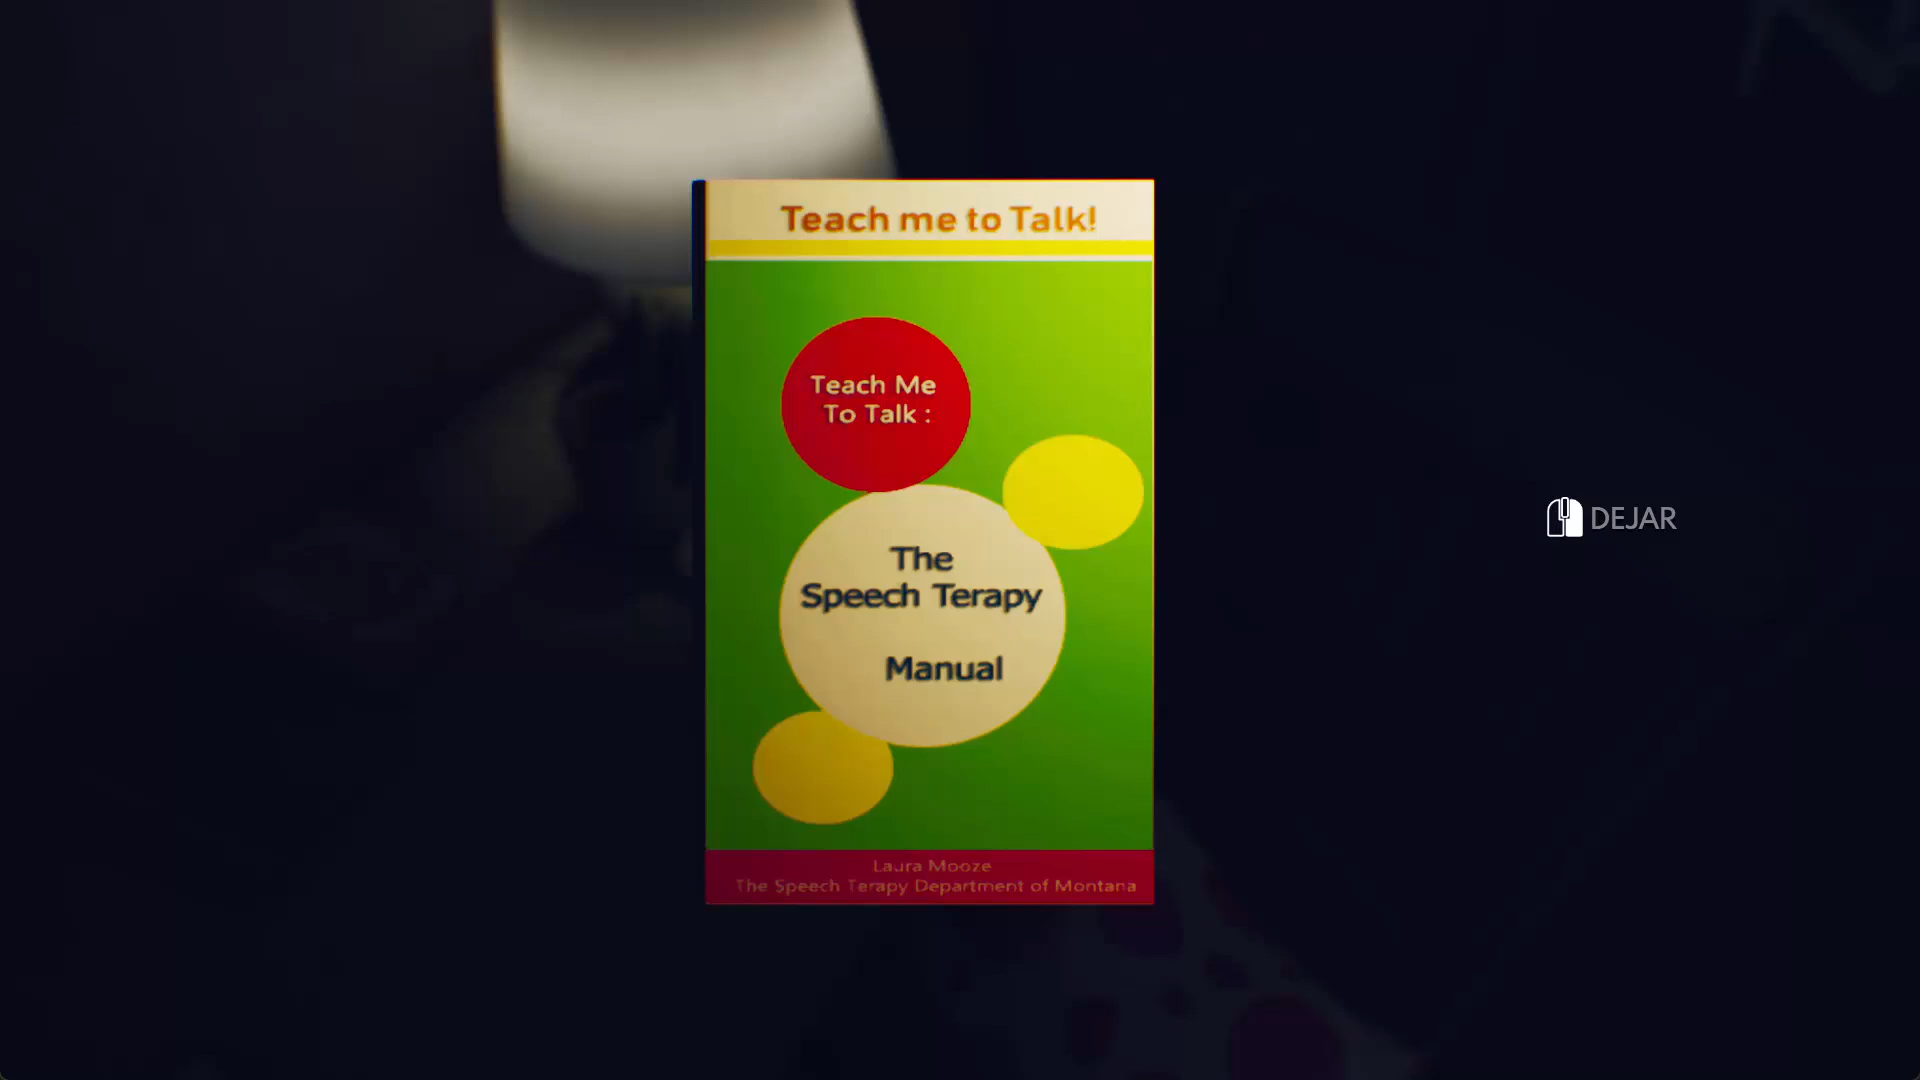 Teach me to Talk!
Teach Me
To Talk :
The
Speech Terapy
Manual
Laura Mooze
The Speech Terapy Department of Montana
DEJAR